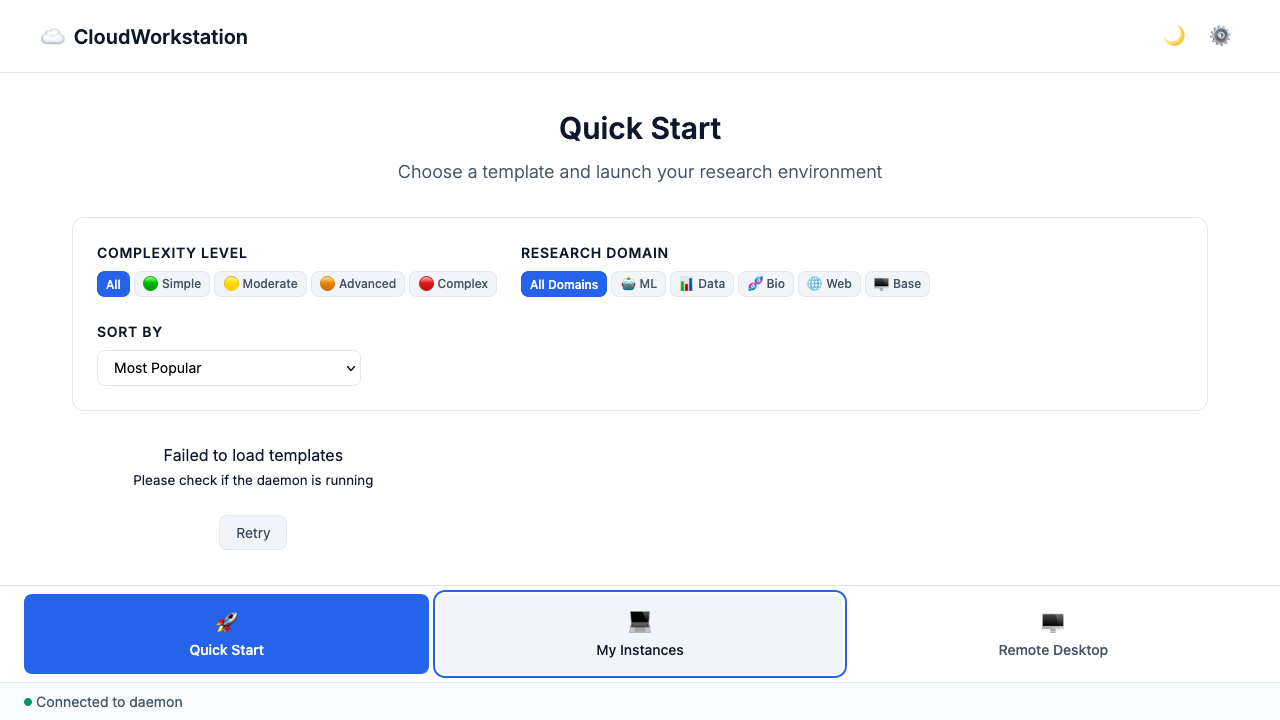 CloudWorkstation
Quick Start
Choose a template and launch your research environment
COMPLEXITY LEVEL
All
Simple
Moderate
Advanced
Complex
RESEARCH DOMAIN
All Domains
ML
Data
Bio
Web
Base
SORT BY
Most Popular
Failed to load templates
Please check if the daemon is running
Retry
Quick Start
My Instances
Remote Desktop
Connected to daemon